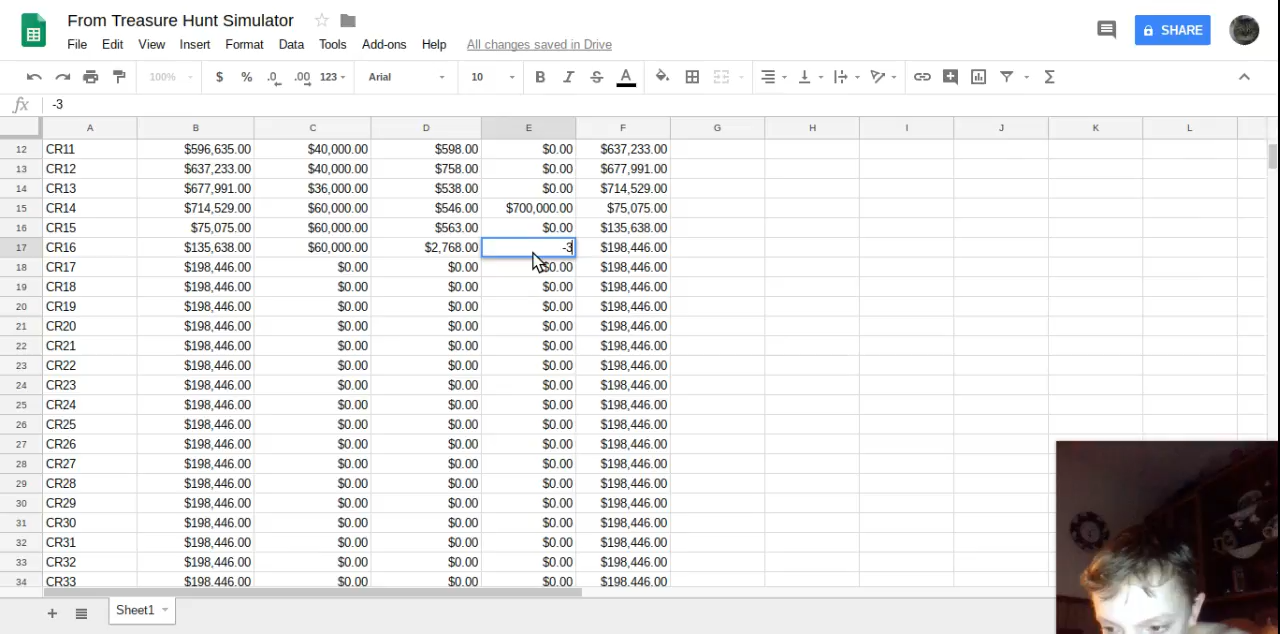 From Treasure Hunt Simulator
File Edit View Insert Format Data Tools Add-ons Help All changes saved in Drive
SHARE
100% $ % .0 .00 123 Arial 10 B I S A
fx -3
A B C D E F G H I J K L
12 CR11 $596,635.00 $40,000.00 $598.00 $0.00 $637,233.00
13 CR12 $637,233.00 $40,000.00 $758.00 $0.00 $677,991.00
14 CR13 $677,991.00 $36,000.00 $538.00 $0.00 $714,529.00
15 CR14 $714,529.00 $60,000.00 $546.00 $700,000.00 $75,075.00
16 CR15 $75,075.00 $60,000.00 $563.00 $0.00 $135,638.00
17 CR16 $135,638.00 $60,000.00 $2,768.00 -3 $198,446.00
18 CR17 $198,446.00 $0.00 $0.00 $0.00 $198,446.00
19 CR18 $198,446.00 $0.00 $0.00 $0.00 $198,446.00
20 CR19 $198,446.00 $0.00 $0.00 $0.00 $198,446.00
21 CR20 $198,446.00 $0.00 $0.00 $0.00 $198,446.00
22 CR21 $198,446.00 $0.00 $0.00 $0.00 $198,446.00
23 CR22 $198,446.00 $0.00 $0.00 $0.00 $198,446.00
24 CR23 $198,446.00 $0.00 $0.00 $0.00 $198,446.00
25 CR24 $198,446.00 $0.00 $0.00 $0.00 $198,446.00
26 CR25 $198,446.00 $0.00 $0.00 $0.00 $198,446.00
27 CR26 $198,446.00 $0.00 $0.00 $0.00 $198,446.00
28 CR27 $198,446.00 $0.00 $0.00 $0.00 $198,446.00
29 CR28 $198,446.00 $0.00 $0.00 $0.00 $198,446.00
30 CR29 $198,446.00 $0.00 $0.00 $0.00 $198,446.00
31 CR30 $198,446.00 $0.00 $0.00 $0.00 $198,446.00
32 CR31 $198,446.00 $0.00 $0.00 $0.00 $198,446.00
33 CR32 $198,446.00 $0.00 $0.00 $0.00 $198,446.00
34 CR33 $198,446.00 $0.00 $0.00 $0.00 $198,446.00
Sheet1